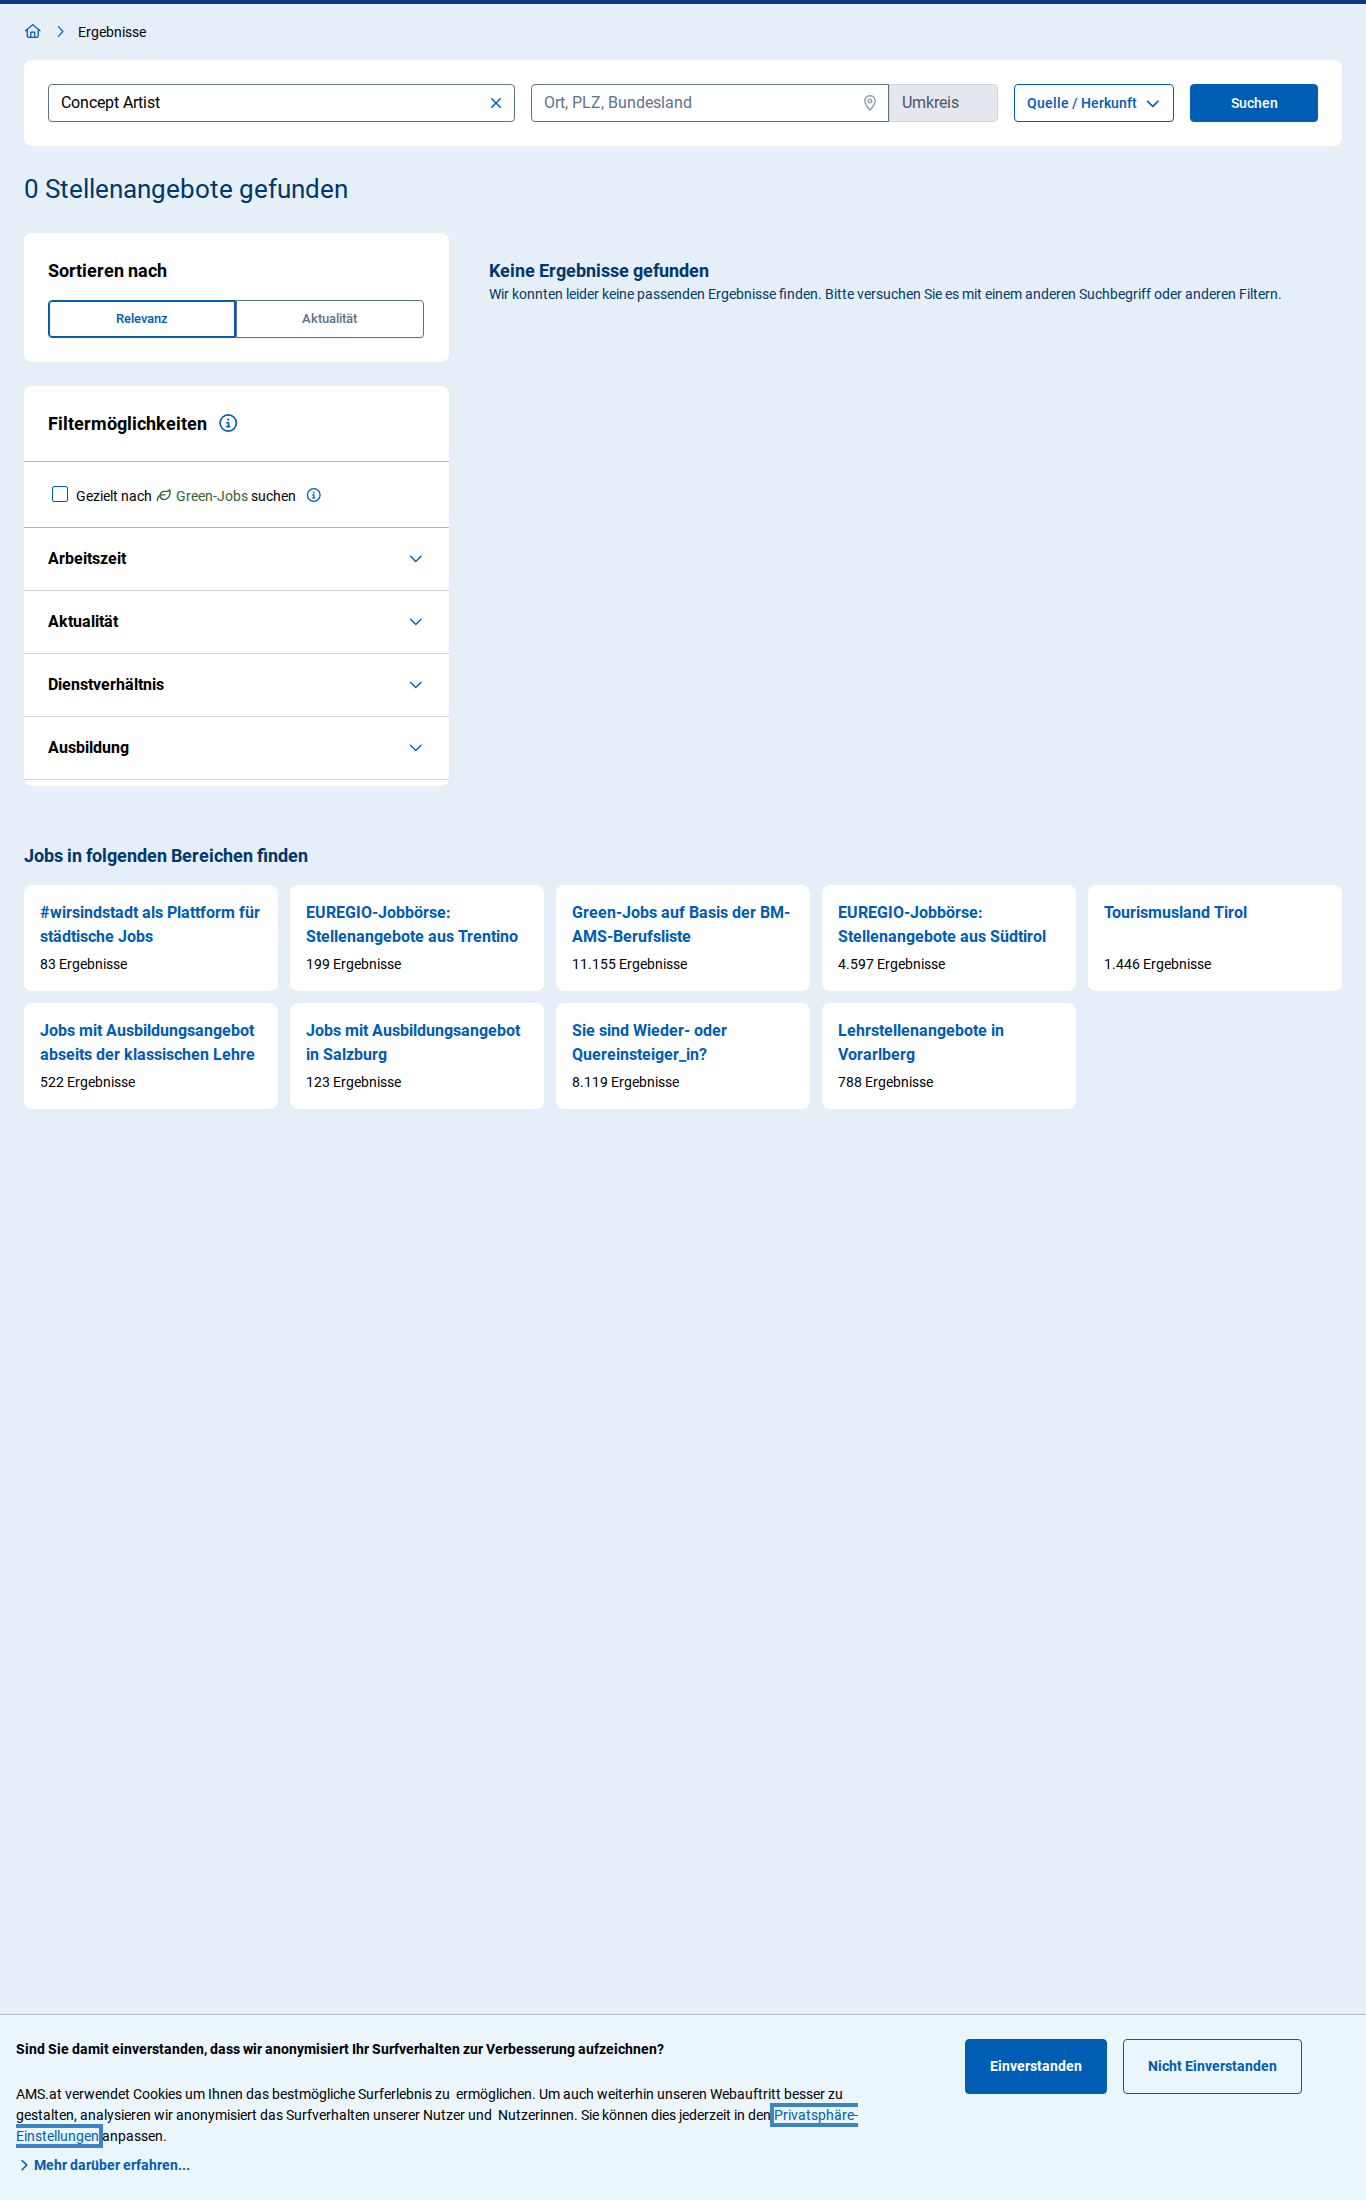 Ergebnisse
Concept Artist
Ort, PLZ, Bundesland
Umkreis
Quelle / Herkunft
Suchen
0 Stellenangebote gefunden
Sortieren nach
Relevanz
Aktualität
Keine Ergebnisse gefunden
Wir konnten leider keine passenden Ergebnisse finden. Bitte versuchen Sie es mit einem anderen Suchbegriff oder anderen Filtern.
Filtermöglichkeiten
Gezielt nach Green-Jobs suchen
Arbeitszeit
Aktualität
Dienstverhältnis
Ausbildung
Jobs in folgenden Bereichen finden
#wirsindstadt als Plattform für
städtische Jobs
83 Ergebnisse
EUREGIO-Jobbörse:
Stellenangebote aus Trentino
199 Ergebnisse
Green-Jobs auf Basis der BM-
AMS-Berufsliste
11.155 Ergebnisse
EUREGIO-Jobbörse:
Stellenangebote aus Südtirol
4.597 Ergebnisse
Tourismusland Tirol
1.446 Ergebnisse
Jobs mit Ausbildungsangebot
abseits der klassischen Lehre
522 Ergebnisse
Jobs mit Ausbildungsangebot
in Salzburg
123 Ergebnisse
Sie sind Wieder- oder
Quereinsteiger_in?
8.119 Ergebnisse
Lehrstellenangebote in
Vorarlberg
788 Ergebnisse
Sind Sie damit einverstanden, dass wir anonymisiert Ihr Surfverhalten zur Verbesserung aufzeichnen?
AMS.at verwendet Cookies um Ihnen das bestmögliche Surferlebnis zu  ermöglichen. Um auch weiterhin unseren Webauftritt besser zu
gestalten, analysieren wir anonymisiert das Surfverhalten unserer Nutzer und  Nutzerinnen. Sie können dies jederzeit in den Privatsphäre-
Einstellungen anpassen.
Mehr darüber erfahren...
Einverstanden
Nicht Einverstanden